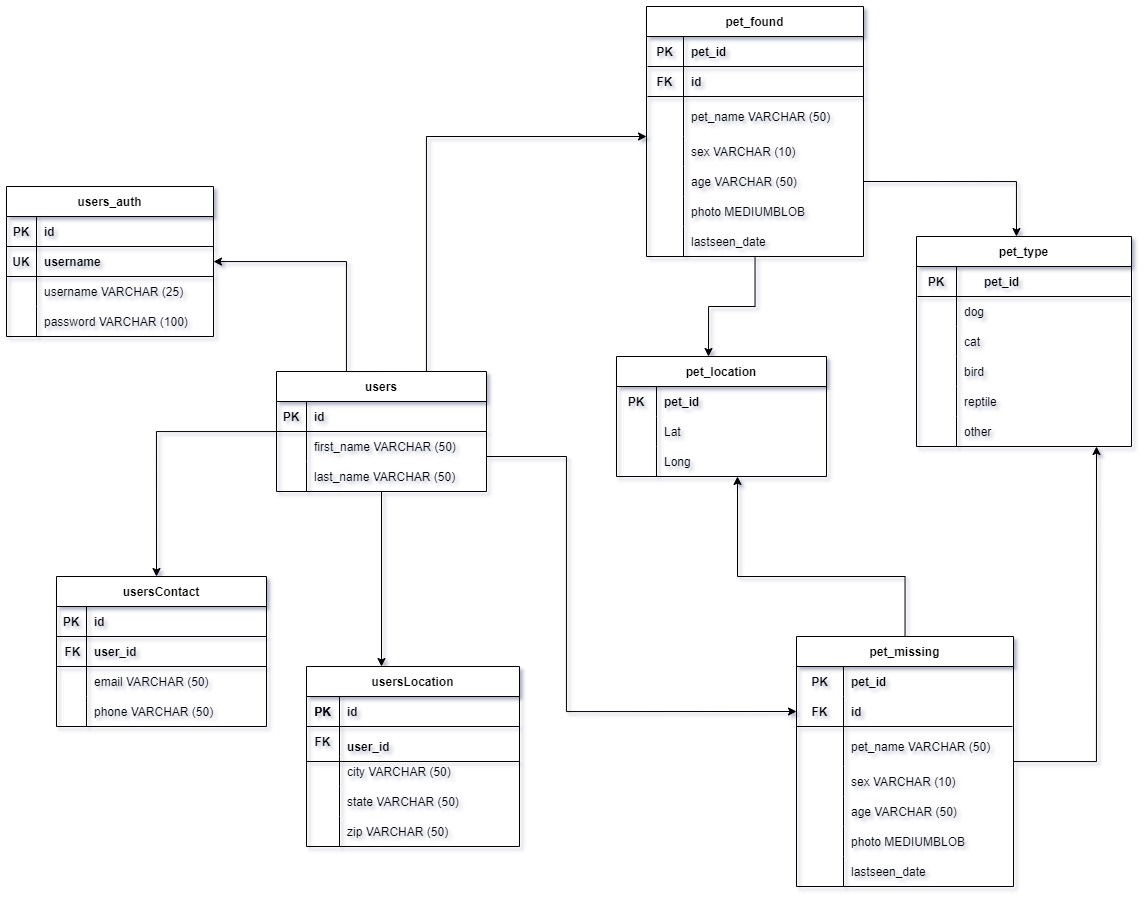 pet_found
PK pet_id
FK id
pet_name VARCHAR (50)
sex VARCHAR (10)
age VARCHAR (50)
photo MEDIUMBLOB
lastseen_date
users_auth
PK id
UK username
username VARCHAR (25)
password VARCHAR (100)
pet_type
PK pet_id
dog
cat
bird
reptile
other
users
PK id
first_name VARCHAR (50)
last_name VARCHAR (50)
pet_location
PK pet_id
Lat
Long
usersContact
PK id
FK user_id
email VARCHAR (50)
phone VARCHAR (50)
usersLocation
PK id
FK user_id
city VARCHAR (50)
state VARCHAR (50)
zip VARCHAR (50)
pet_missing
PK pet_id
FK id
pet_name VARCHAR (50)
sex VARCHAR (10)
age VARCHAR (50)
photo MEDIUMBLOB
lastseen_date